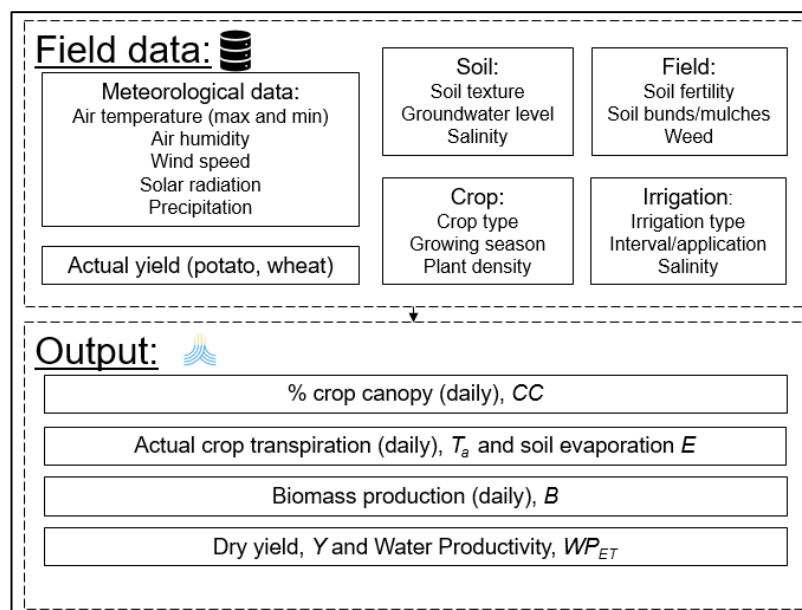 Field data:
Meteorological data:
Air temperature (max and min)
Air humidity
Wind speed
Solar radiation
Precipitation
Actual yield (potato, wheat)
Soil:
Soil texture
Groundwater level
Salinity
Field:
Soil fertility
Soil bunds/mulches
Weed
Crop:
Crop type
Growing season
Plant density
Irrigation:
Irrigation type
Interval/application
Salinity
Output:
% crop canopy (daily), CC
Actual crop transpiration (daily), Ta and soil evaporation E
Biomass production (daily), B
Dry yield, Y and Water Productivity, WPET